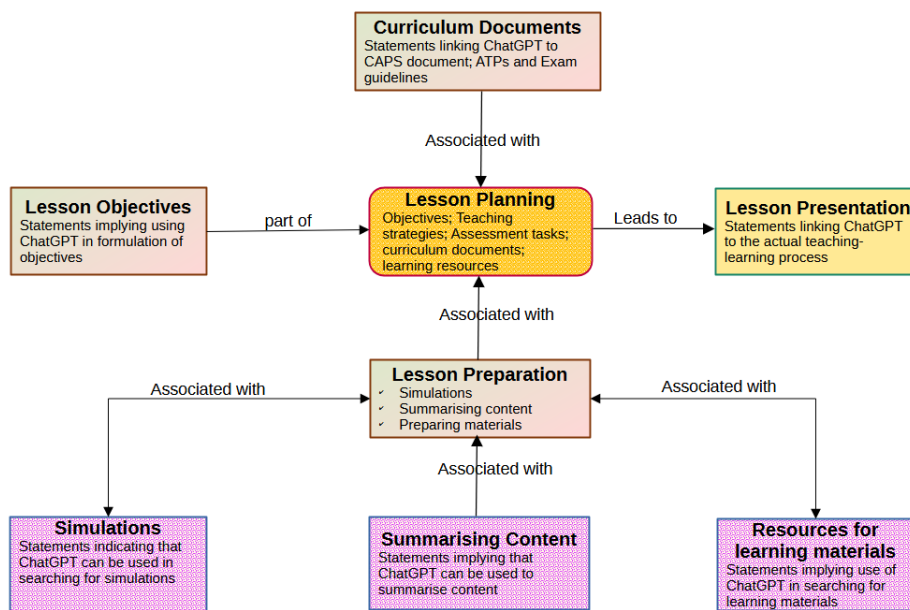 Curriculum Documents
Statements linking ChatGPT to
CAPS document; ATPs and Exam
guidelines
Associated with
Lesson Objectives
Statements implying using
ChatGPT in formulation of
objectives
part of
Lesson Planning
Objectives; Teaching
strategies; Assessment tasks;
curriculum documents;
learning resources
Leads to
Lesson Presentation
Statements linking ChatGPT
to the actual teaching-
learning process
Associated with
Lesson Preparation
✓ Simulations
✓ Summarising content
✓ Preparing materials
Associated with
Associated with
Associated with
Simulations
Statements indicating that
ChatGPT can be used in
searching for simulations
Summarising Content
Statements implying that
ChatGPT can be used to
summarise content
Resources for
learning materials
Statements implying use of
ChatGPT in searching for
learning materials